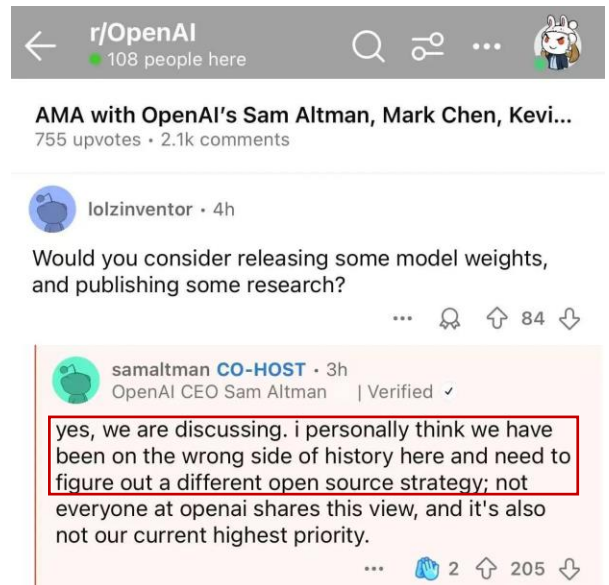 r/OpenAI
108 people here
AMA with OpenAI's Sam Altman, Mark Chen, Kevi...
755 upvotes • 2.1k comments
lolzinventor • 4h
Would you consider releasing some model weights,
and publishing some research?
84
samaltman CO-HOST • 3h
OpenAI CEO Sam Altman | Verified ✓
yes, we are discussing. i personally think we have
been on the wrong side of history here and need to
figure out a different open source strategy; not
everyone at openai shares this view, and it's also
not our current highest priority.
2 205